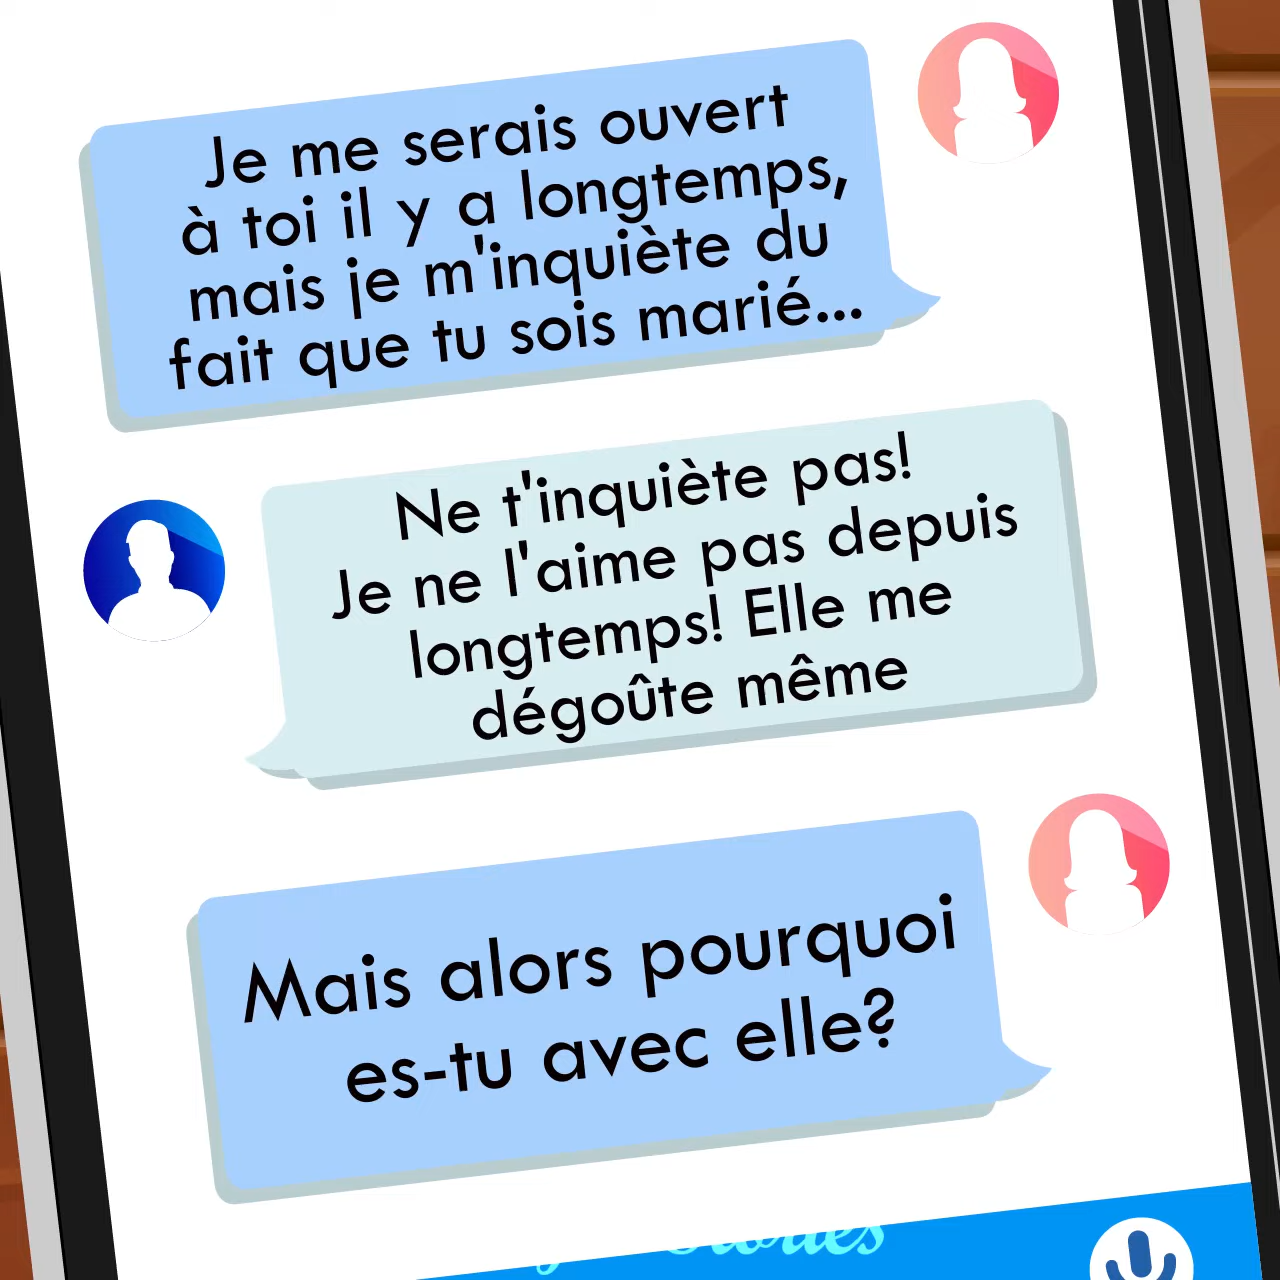 Je me serais ouvert
à toi il y a longtemps,
mais je m'inquiète du
fait que tu sois marié...
Ne t'inquiète pas!
Je ne l'aime pas depuis
longtemps! Elle me
dégoûte même
Mais alors pourquoi
es-tu avec elle?